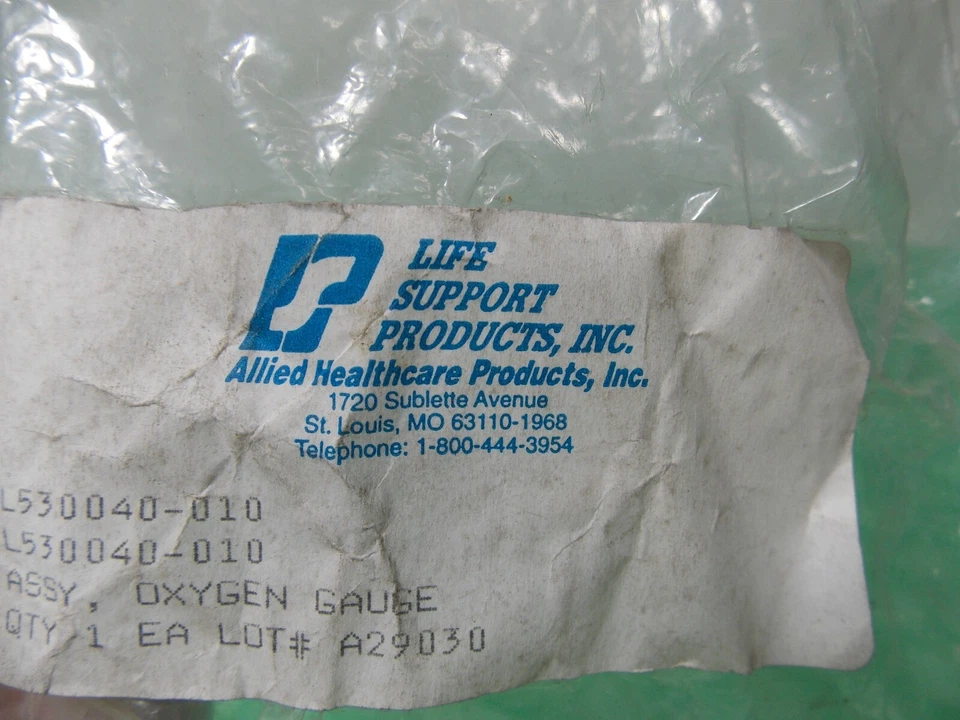 LIFE
SUPPORT
PRODUCTS, INC.
Allied Healthcare Products, Inc.
1720 Sublette Avenue
St. Louis, MO 63110-1968
Telephone: 1-800-444-3954
L530040-010
L530040-010
ASSY, OXYGEN GAUGE
QTY 1 EA LOT# A29030